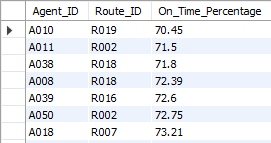 Agent_ID Route_ID On_Time_Percentage
A010 R019 70.45
A011 R002 71.5
A038 R018 71.8
A008 R018 72.39
A039 R016 72.6
A050 R002 72.75
A018 R007 73.21